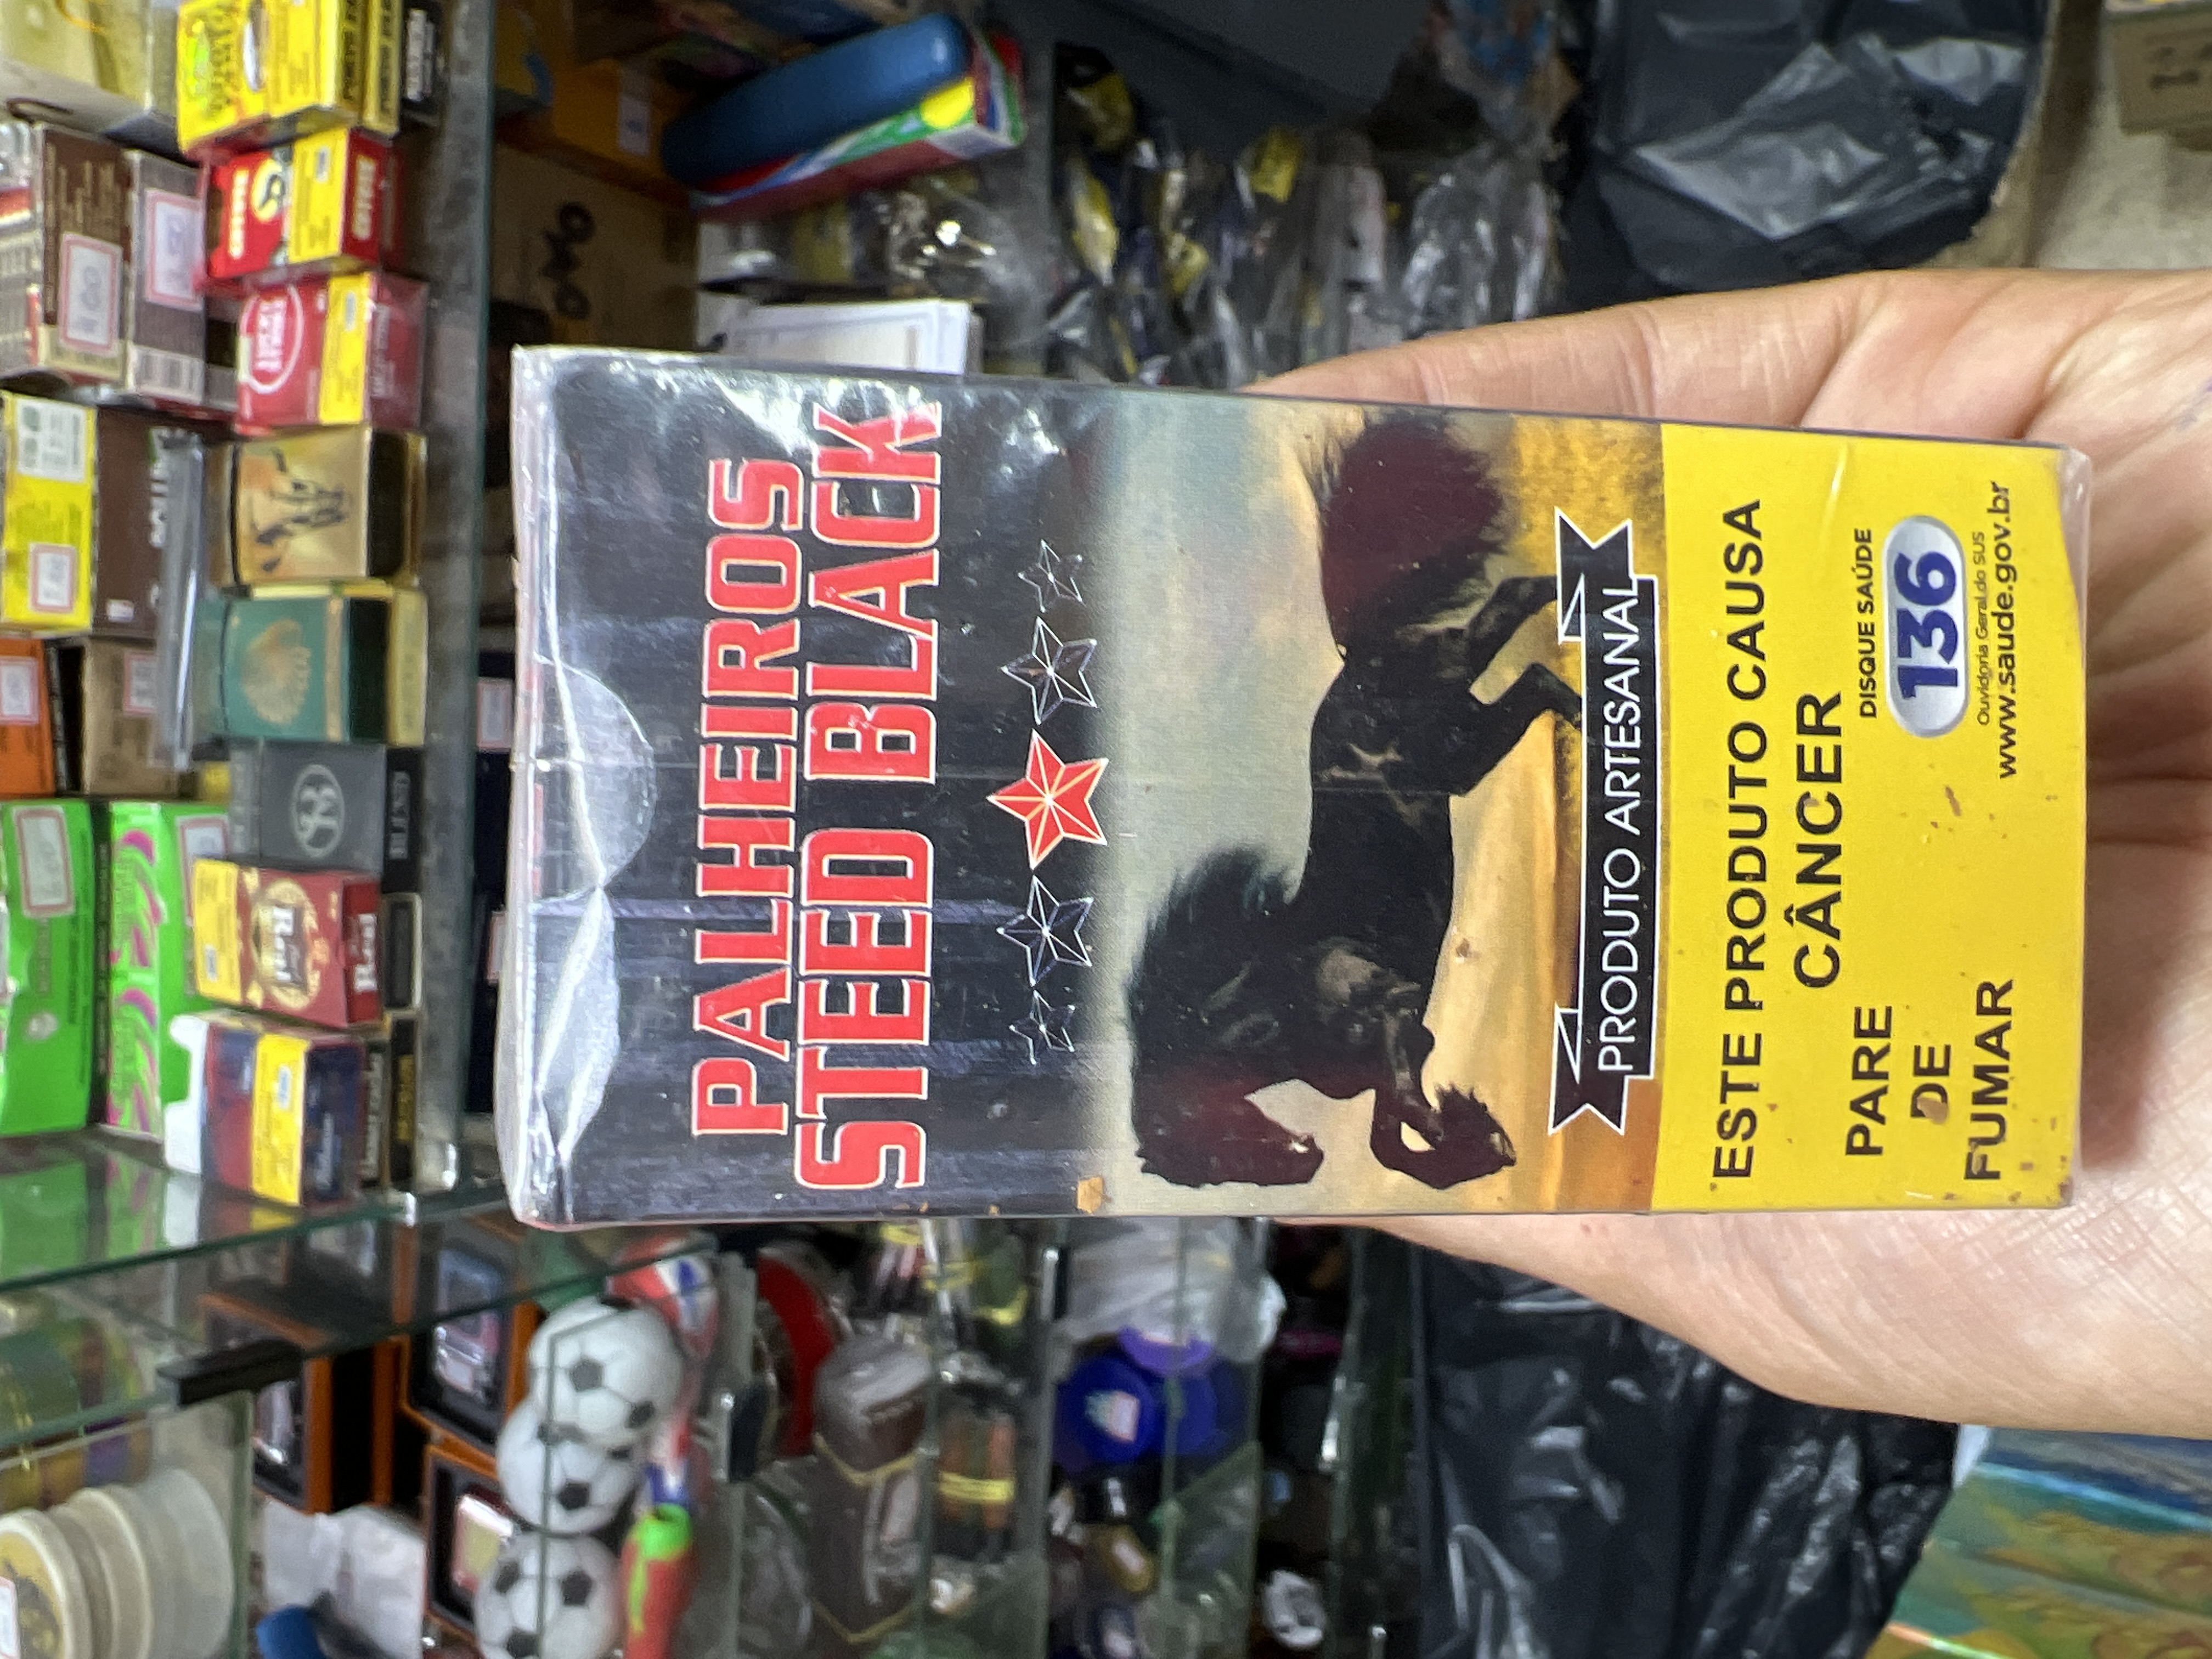 PALHEIROS
STEED BLACK
PRODUTO ARTESANAL
ESTE PRODUTO CAUSA
CÂNCER
PARE
DE
FUMAR
DISQUE SAÚDE
136
Ouvidoria Geral do SUS
www.saude.gov.br
OMO